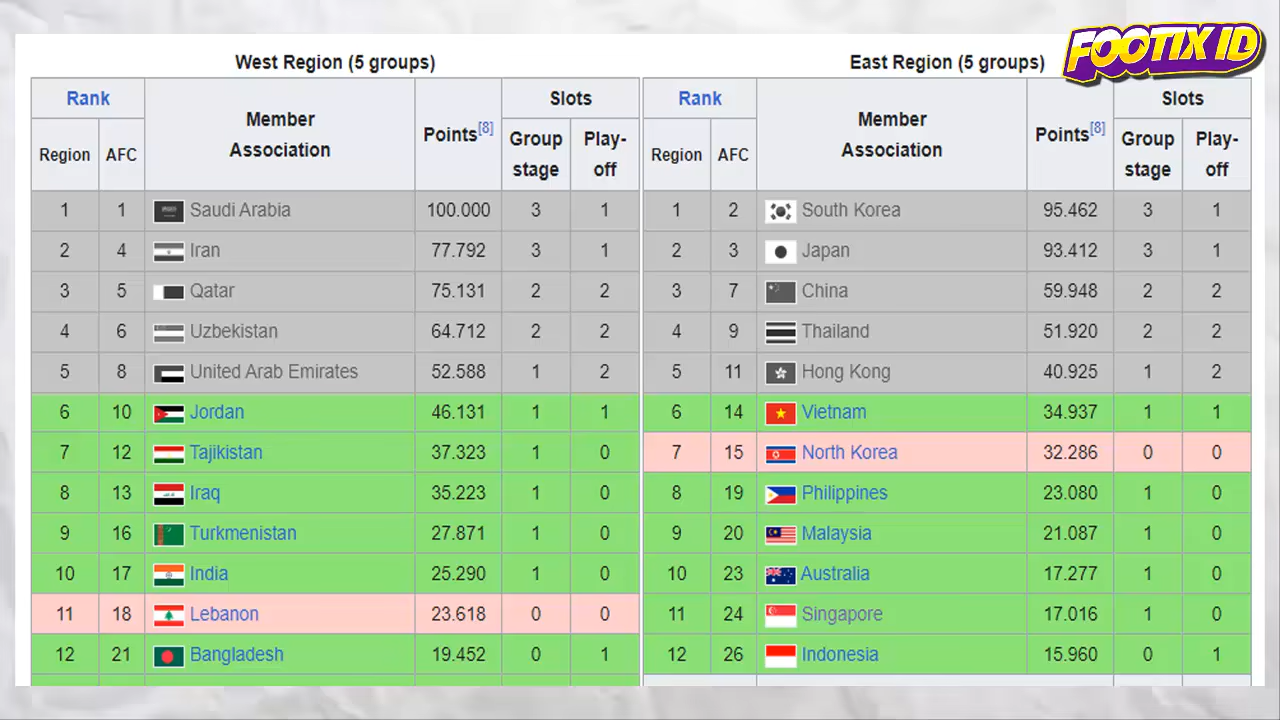 FOOTIX ID
West Region (5 groups)
Rank Member Association Points[8] Slots
Region AFC Group stage Play-off
1 1 Saudi Arabia 100.000 3 1
2 4 Iran 77.792 3 1
3 5 Qatar 75.131 2 2
4 6 Uzbekistan 64.712 2 2
5 8 United Arab Emirates 52.588 1 2
6 10 Jordan 46.131 1 1
7 12 Tajikistan 37.323 1 0
8 13 Iraq 35.223 1 0
9 16 Turkmenistan 27.871 1 0
10 17 India 25.290 1 0
11 18 Lebanon 23.618 0 0
12 21 Bangladesh 19.452 0 1
East Region (5 groups)
Rank Member Association Points[8] Slots
Region AFC Group stage Play-off
1 2 South Korea 95.462 3 1
2 3 Japan 93.412 3 1
3 7 China 59.948 2 2
4 9 Thailand 51.920 2 2
5 11 Hong Kong 40.925 1 2
6 14 Vietnam 34.937 1 1
7 15 North Korea 32.286 0 0
8 19 Philippines 23.080 1 0
9 20 Malaysia 21.087 1 0
10 23 Australia 17.277 1 0
11 24 Singapore 17.016 1 0
12 26 Indonesia 15.960 0 1